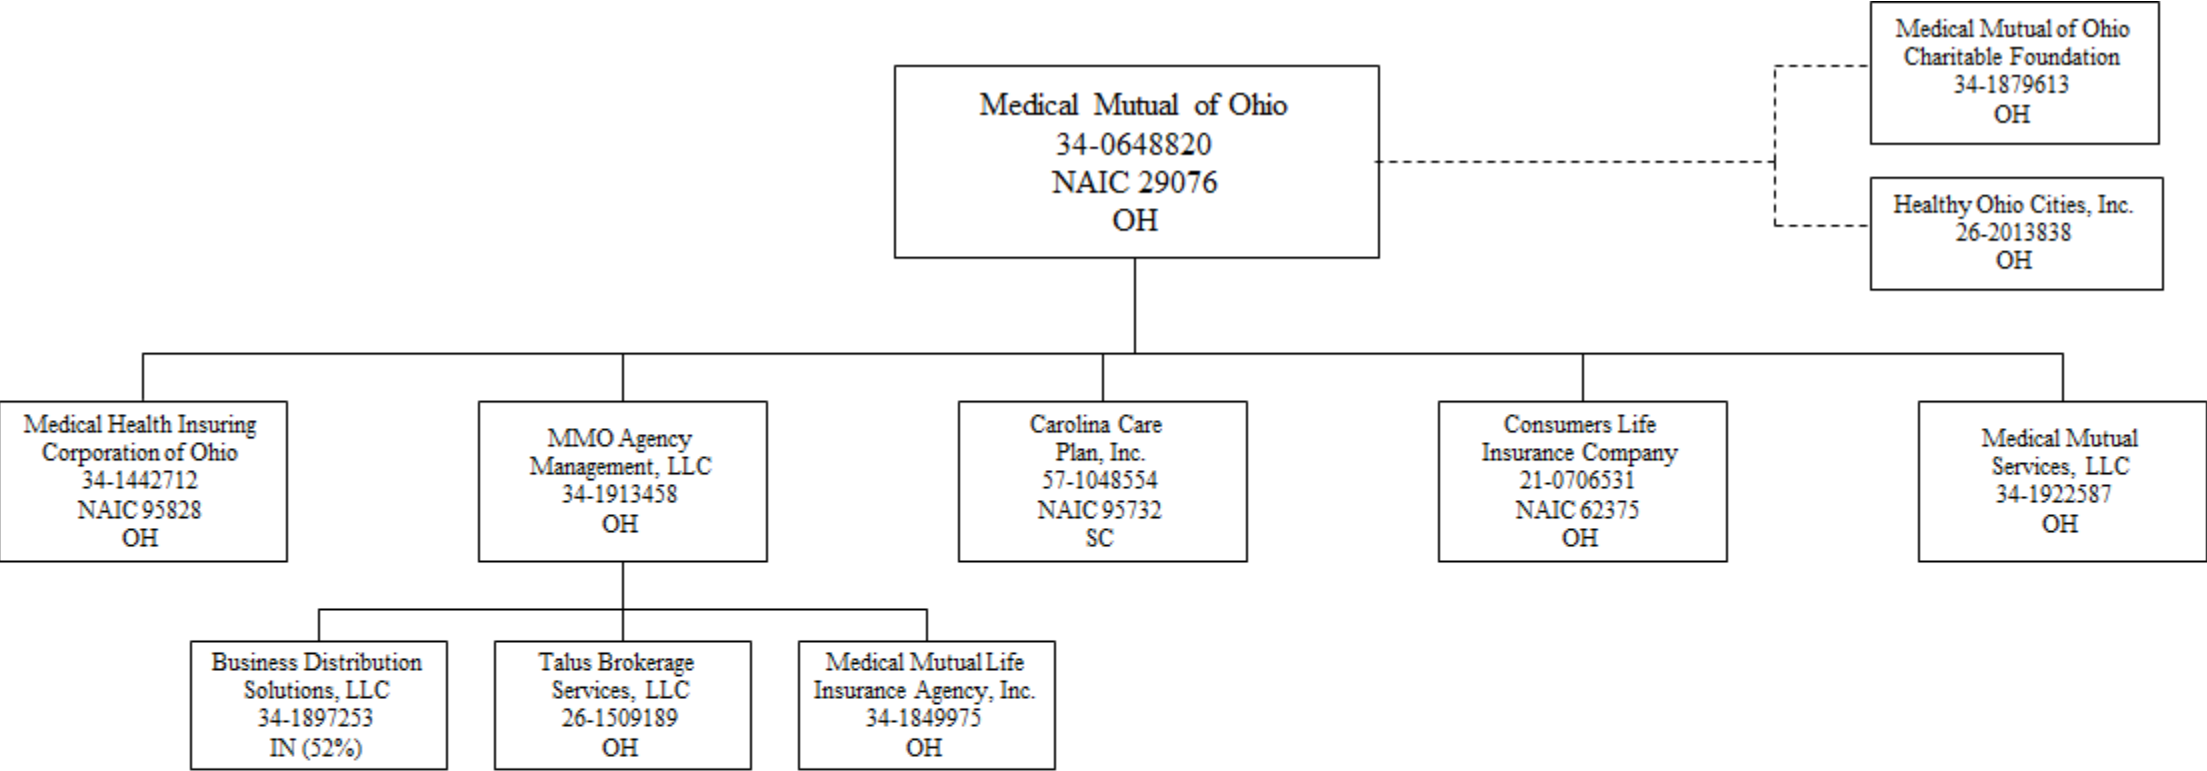 Medical Mutual of Ohio
Charitable Foundation
34-1879613
OH
Medical Mutual of Ohio
34-0648820
NAIC 29076
OH
Healthy Ohio Cities, Inc.
26-2013838
OH
Medical Health Insuring
Corporation of Ohio
34-1442712
NAIC 95828
OH
MMO Agency
Management, LLC
34-1913458
OH
Carolina Care
Plan, Inc.
57-1048554
NAIC 95732
SC
Consumers Life
Insurance Company
21-0706531
NAIC 62375
OH
Medical Mutual
Services, LLC
34-1922587
OH
Business Distribution
Solutions, LLC
34-1897253
IN (52%)
Talus Brokerage
Services, LLC
26-1509189
OH
Medical Mutual Life
Insurance Agency, Inc.
34-1849975
OH